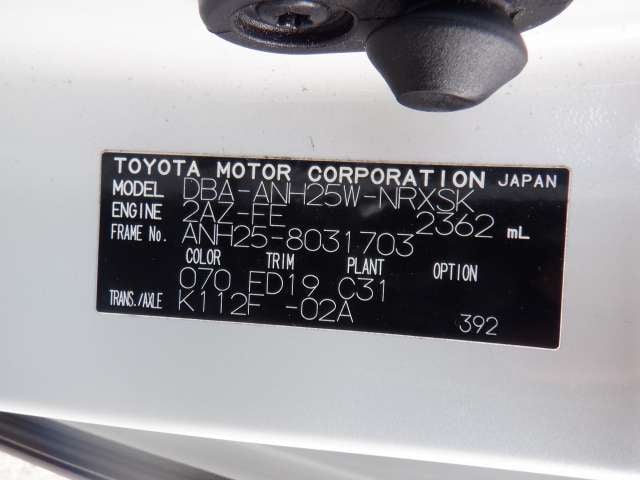 TOYOTA MOTOR CORPORATION JAPAN
MODEL DBA-ANH25W-NRXSK
ENGINE 2AZ-FE 2362 mL
FRAME No. ANH25-8031703
COLOR TRIM PLANT OPTION
070 FD19 C31
TRANS./AXLE K112F -02A
392